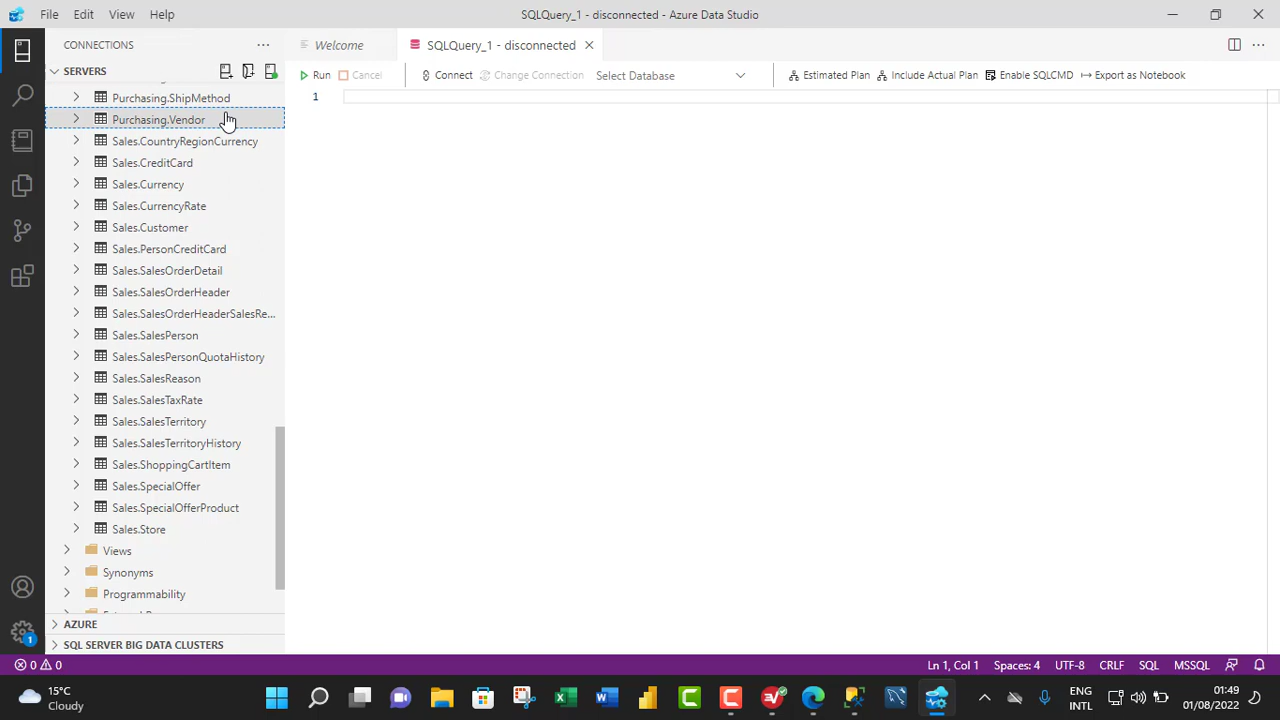 File Edit View Help
SQLQuery_1 - disconnected - Azure Data Studio
CONNECTIONS
Welcome
SQLQuery_1 - disconnected
SERVERS
Run Cancel Connect Change Connection Select Database Estimated Plan Include Actual Plan Enable SQLCMD Export as Notebook
1
Purchasing.ShipMethod
Purchasing.Vendor
Sales.CountryRegionCurrency
Sales.CreditCard
Sales.Currency
Sales.CurrencyRate
Sales.Customer
Sales.PersonCreditCard
Sales.SalesOrderDetail
Sales.SalesOrderHeader
Sales.SalesOrderHeaderSalesRe...
Sales.SalesPerson
Sales.SalesPersonQuotaHistory
Sales.SalesReason
Sales.SalesTaxRate
Sales.SalesTerritory
Sales.SalesTerritoryHistory
Sales.ShoppingCartItem
Sales.SpecialOffer
Sales.SpecialOfferProduct
Sales.Store
Views
Synonyms
Programmability
AZURE
SQL SERVER BIG DATA CLUSTERS
1
0 0
Ln 1, Col 1 Spaces: 4 UTF-8 CRLF SQL MSSQL
15°C
Cloudy
ENG
INTL
01:49
01/08/2022